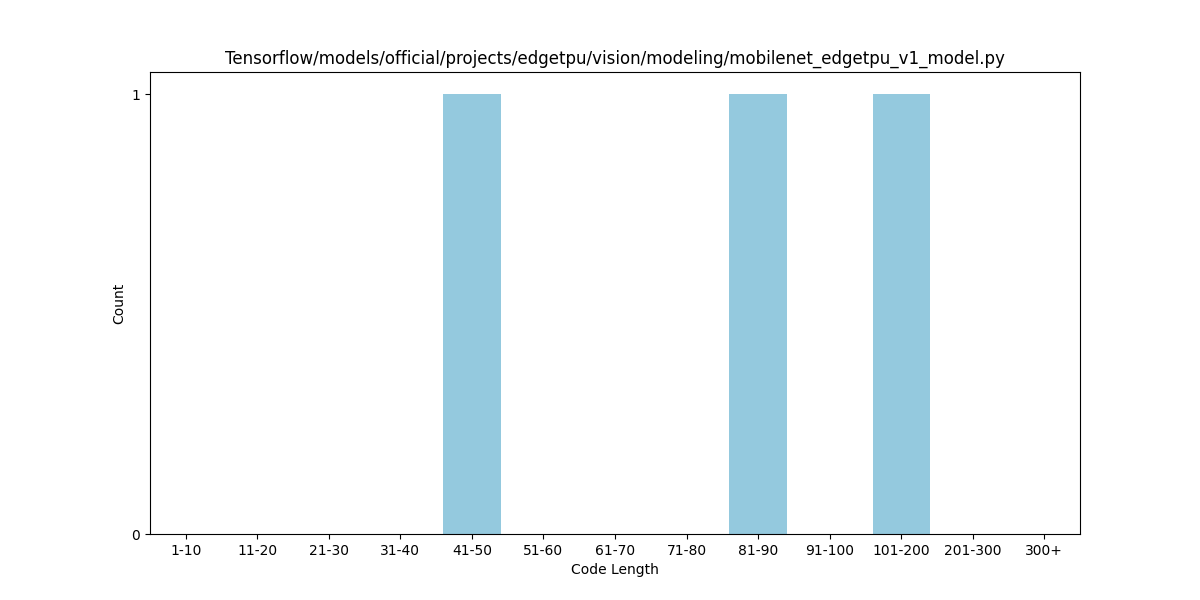 Tensorflow/models/official/projects/edgetpu/vision/modeling/mobilenet_edgetpu_v1_model.py
1
Count
0
1-10 11-20 21-30 31-40 41-50 51-60 61-70 71-80 81-90 91-100 101-200 201-300 300+
Code Length